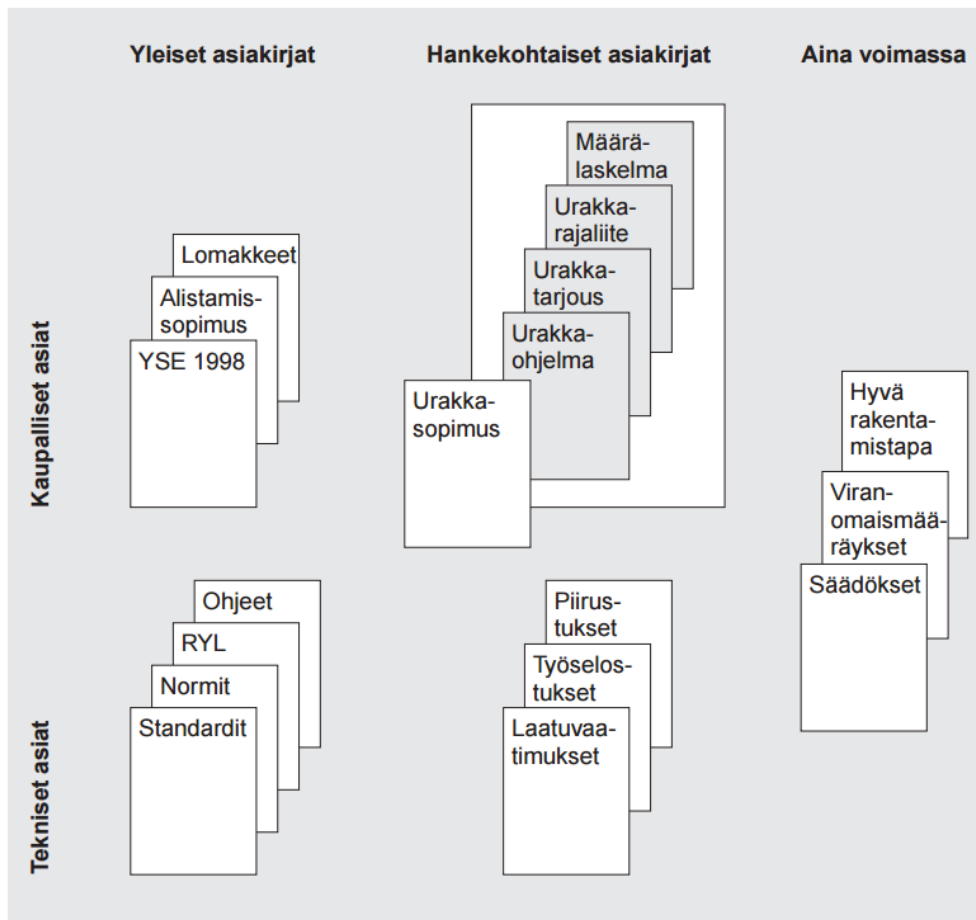 Yleiset asiakirjat
Hankekohtaiset asiakirjat
Aina voimassa
Kaupalliset asiat
Lomakkeet
Alistamis-
sopimus
YSE 1998
Määrä-
laskelma
Urakka-
rajaliite
Urakka-
tarjous
Urakka-
ohjelma
Urakka-
sopimus
Hyvä
rakenta-
mistapa
Viran-
omaismää-
räykset
Säädökset
Tekniset asiat
Ohjeet
RYL
Normit
Standardit
Piirus-
tukset
Työselos-
tukset
Laatuvaa-
timukset